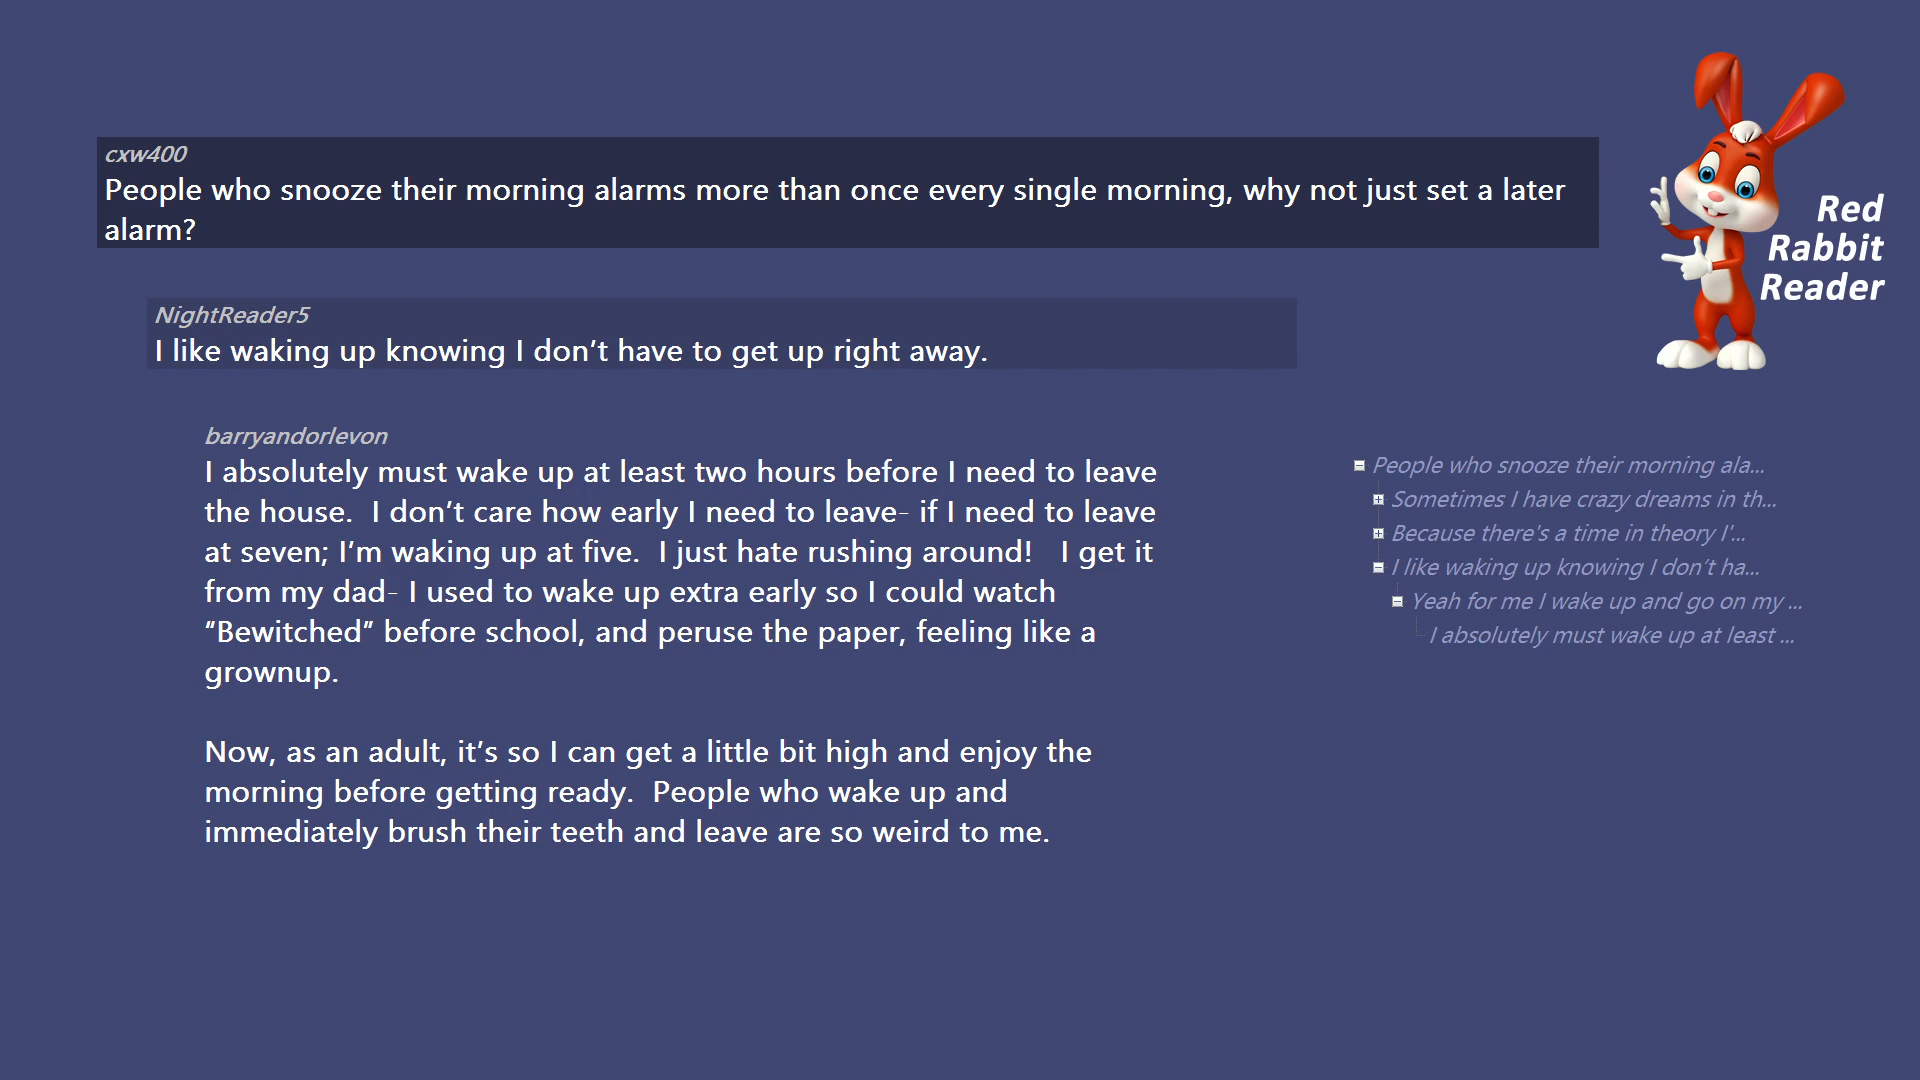 cxw400
People who snooze their morning alarms more than once every single morning, why not just set a later
alarm?
Red
Rabbit
Reader
NightReader5
I like waking up knowing I don’t have to get up right away.
barryandorlevon
I absolutely must wake up at least two hours before I need to leave
the house.  I don’t care how early I need to leave- if I need to leave
at seven; I’m waking up at five.  I just hate rushing around!   I get it
from my dad- I used to wake up extra early so I could watch
“Bewitched” before school, and peruse the paper, feeling like a
grownup.
Now, as an adult, it’s so I can get a little bit high and enjoy the
morning before getting ready.  People who wake up and
immediately brush their teeth and leave are so weird to me.
People who snooze their morning ala...
Sometimes I have crazy dreams in th...
Because there's a time in theory I'...
I like waking up knowing I don’t ha...
Yeah for me I wake up and go on my ...
I absolutely must wake up at least ...